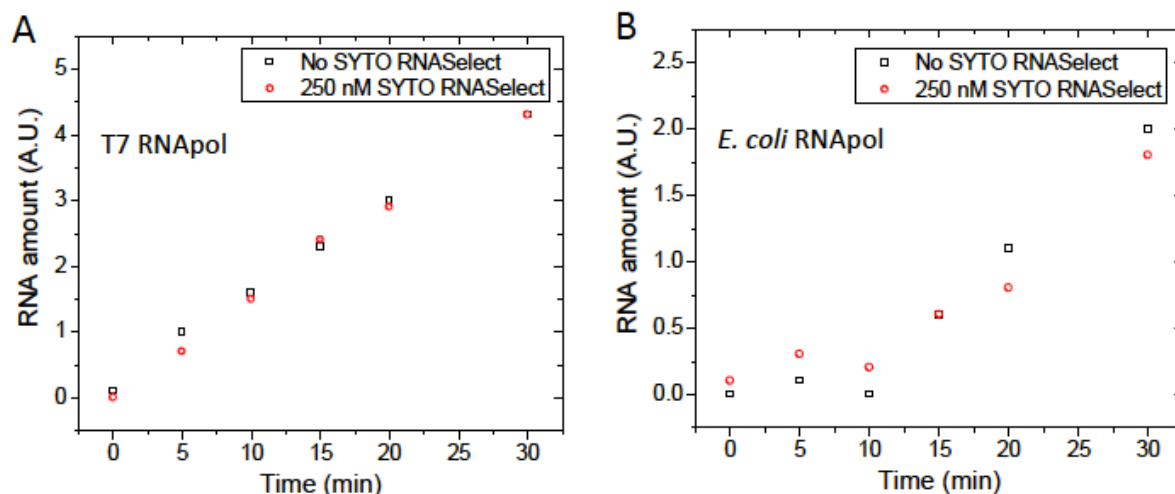 A
No SYTO RNASelect
250 nM SYTO RNASelect
T7 RNApol
RNA amount (A.U.)
5
4
3
2
1
0
0 5 10 15 20 25 30
Time (min)
B
No SYTO RNASelect
250 nM SYTO RNASelect
E. coli RNApol
RNA amount (A.U.)
2.5
2.0
1.5
1.0
0.5
0.0
0 5 10 15 20 25 30
Time (min)